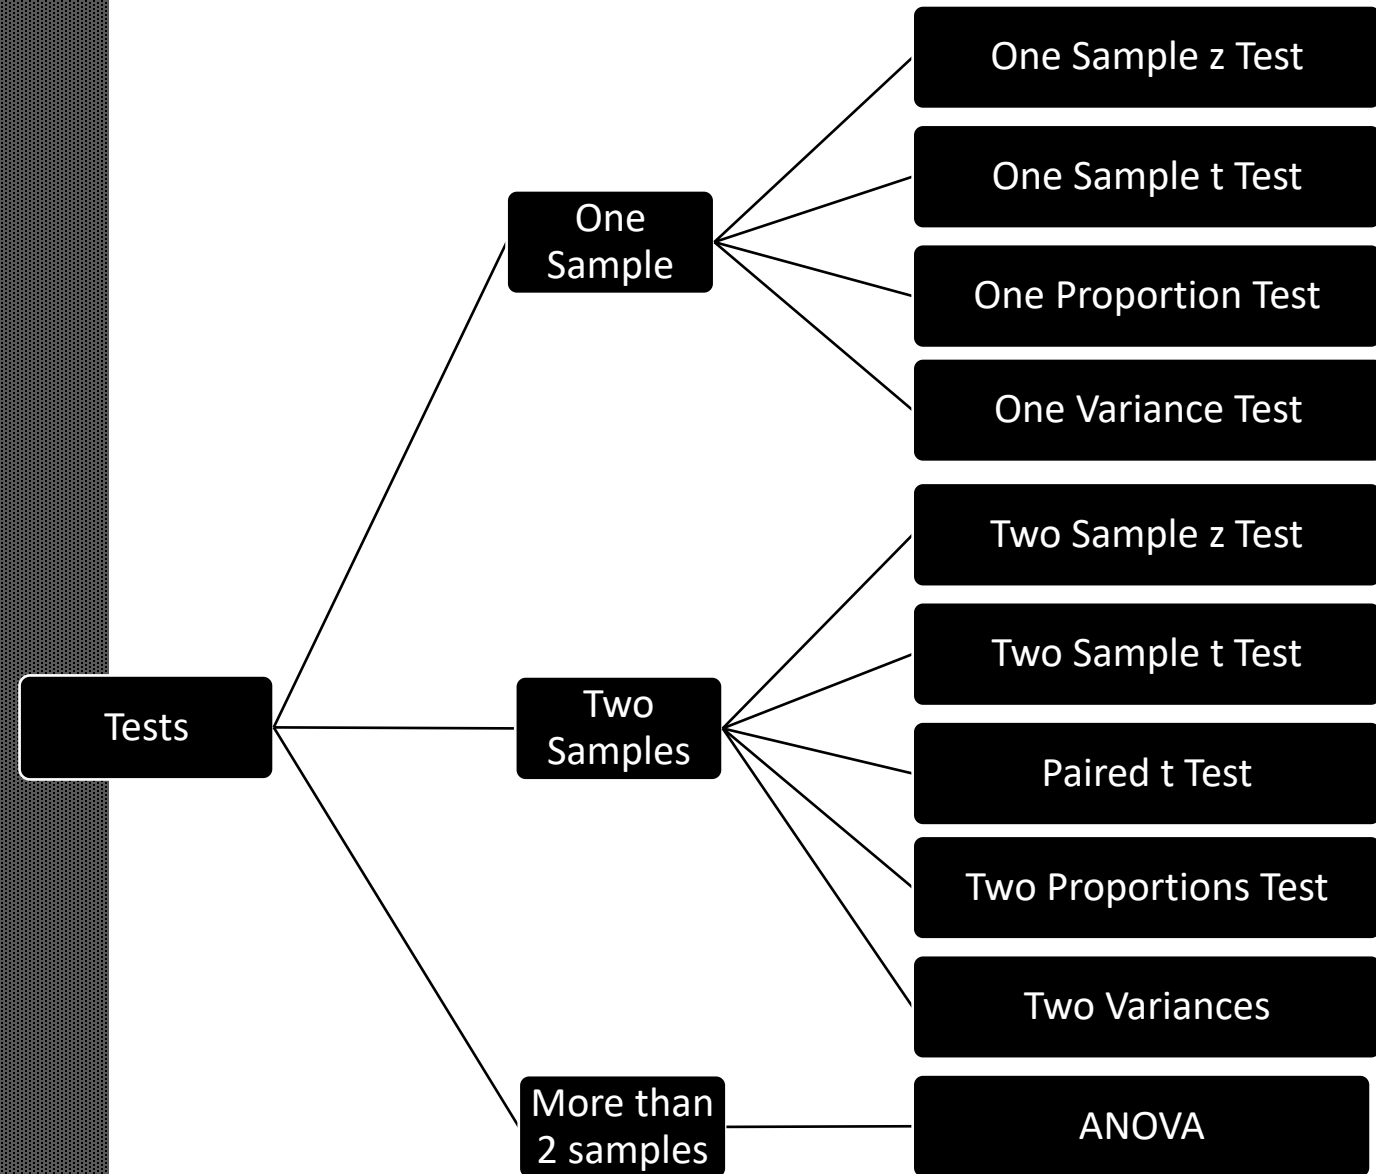 Tests
One
Sample
One Sample z Test
One Sample t Test
One Proportion Test
One Variance Test
Two
Samples
Two Sample z Test
Two Sample t Test
Paired t Test
Two Proportions Test
Two Variances
More than
2 samples
ANOVA